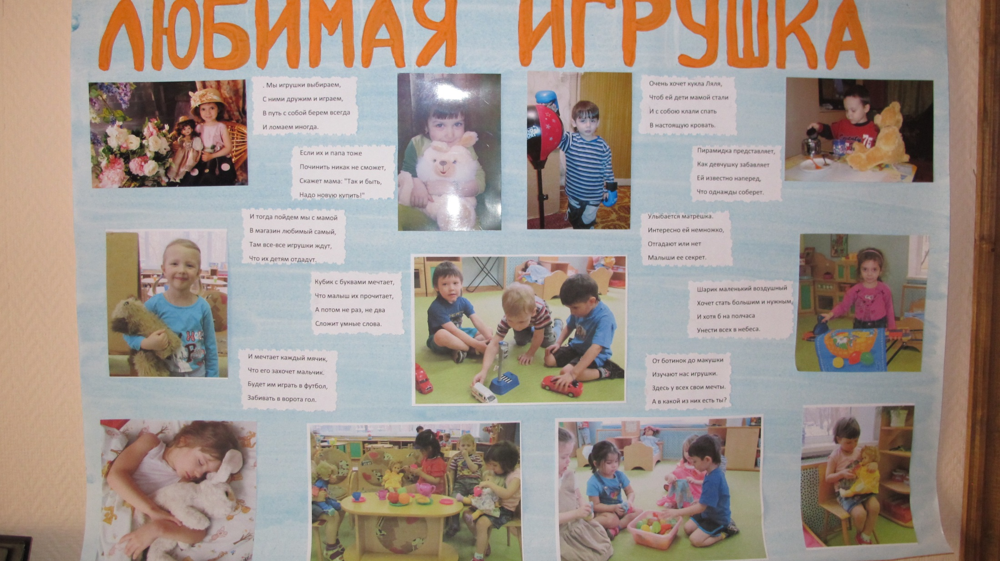 ЛЮБИМАЯ ИГРУШКА
. Мы игрушки выбираем,
С ними дружим и играем,
В путь с собой берем всегда
И ломаем иногда.
Если их и папа тоже
Починить никак не сможет,
Скажет мама: "Так и быть,
Надо новую купить!"
И тогда пойдем мы с мамой
В магазин любимый самый,
Там все-все игрушки ждут,
Что их детям отдадут.
Кубик с буквами мечтает,
Что малыш их прочитает,
А потом не раз, не два
Сложит умные слова.
И мечтает каждый мячик,
Что его захочет мальчик.
Будет им играть в футбол,
Забивать в ворота гол.
Очень хочет кукла Ляля,
Чтоб ей дети мамой стали
И с собою клали спать
В настоящую кровать.
Пирамидка представляет,
Как девчушку забавляет
Ей известно наперед,
Что однажды соберет.
Улыбается матрешка.
Интересно ей немножко,
Отгадают или нет
Малыши ее секрет.
Шарик маленький воздушный
Хочет стать большим и нужным,
И хотя б на полчаса
Унести всех в небеса.
От ботинок до макушки
Изучают нас игрушки.
Здесь у всех свои мечты.
А в какой из них есть ты?
75